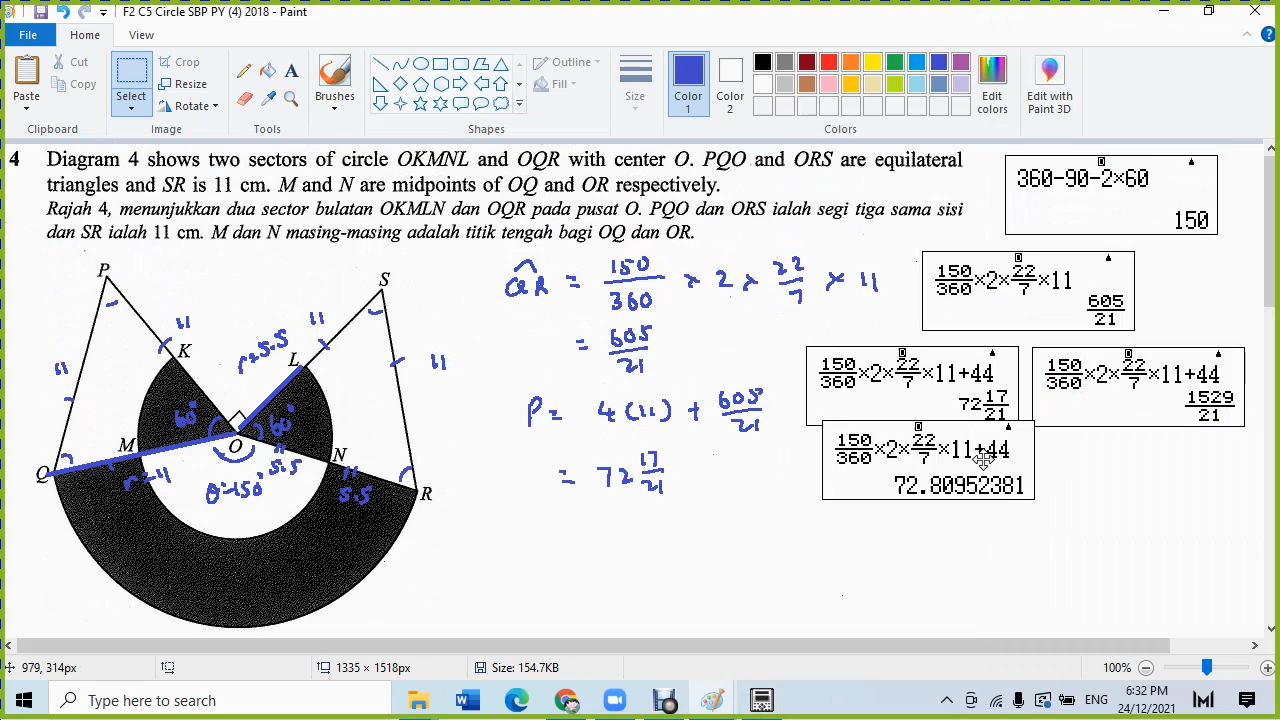 F2 C5 Circle SBP PY (4) 2018 - Paint
File
Home
View
Paste
Cut
Copy
Clipboard
Select
Crop
Resize
Rotate
Image
Tools
Brushes
Shapes
Outline
Fill
Size
Color 1
Color 2
Edit colors
Edit with Paint 3D
Colors
4 Diagram 4 shows two sectors of circle OKMNL and OQR with center O. PQO and ORS are equilateral
triangles and SR is 11 cm. M and N are midpoints of OQ and OR respectively.
Rajah 4, menunjukkan dua sector bulatan OKMLN dan OQR pada pusat O. PQO dan ORS ialah segi tiga sama sisi
dan SR ialah 11 cm. M dan N masing-masing adalah titik tengah bagi OQ dan OR.
360-90-2×60
150
150/360×2×22/7×11
605/21
150/360×2×22/7×11+44
72 17/21
150/360×2×22/7×11+44
1529/21
150/360×2×22/7×11+44
72.80952381
QR = 150/360 × 2 × 22/7 × 11
= 605/21
P = 4(11) + 605/21
= 72 17/21
P
S
11
11
r=5.5
K
L
11
11
60°
60°
M
O
N
5.5
Q
r=11
θ=150°
5.5
R
979, 314px
1335 × 1518px
Size: 154.7KB
100%
Type here to search
ENG
6:32 PM
24/12/2021